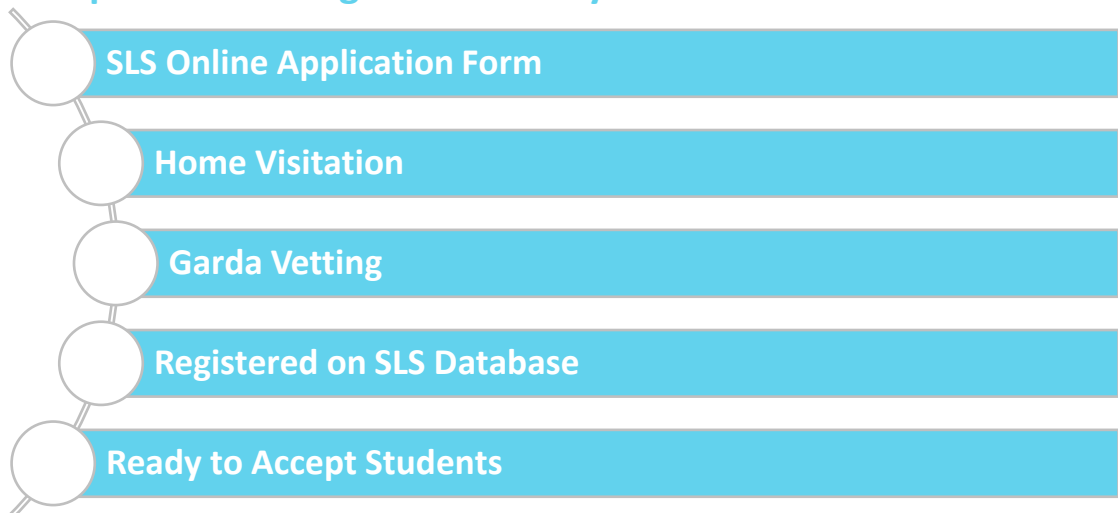 SLS Online Application Form
Home Visitation
Garda Vetting
Registered on SLS Database
Ready to Accept Students